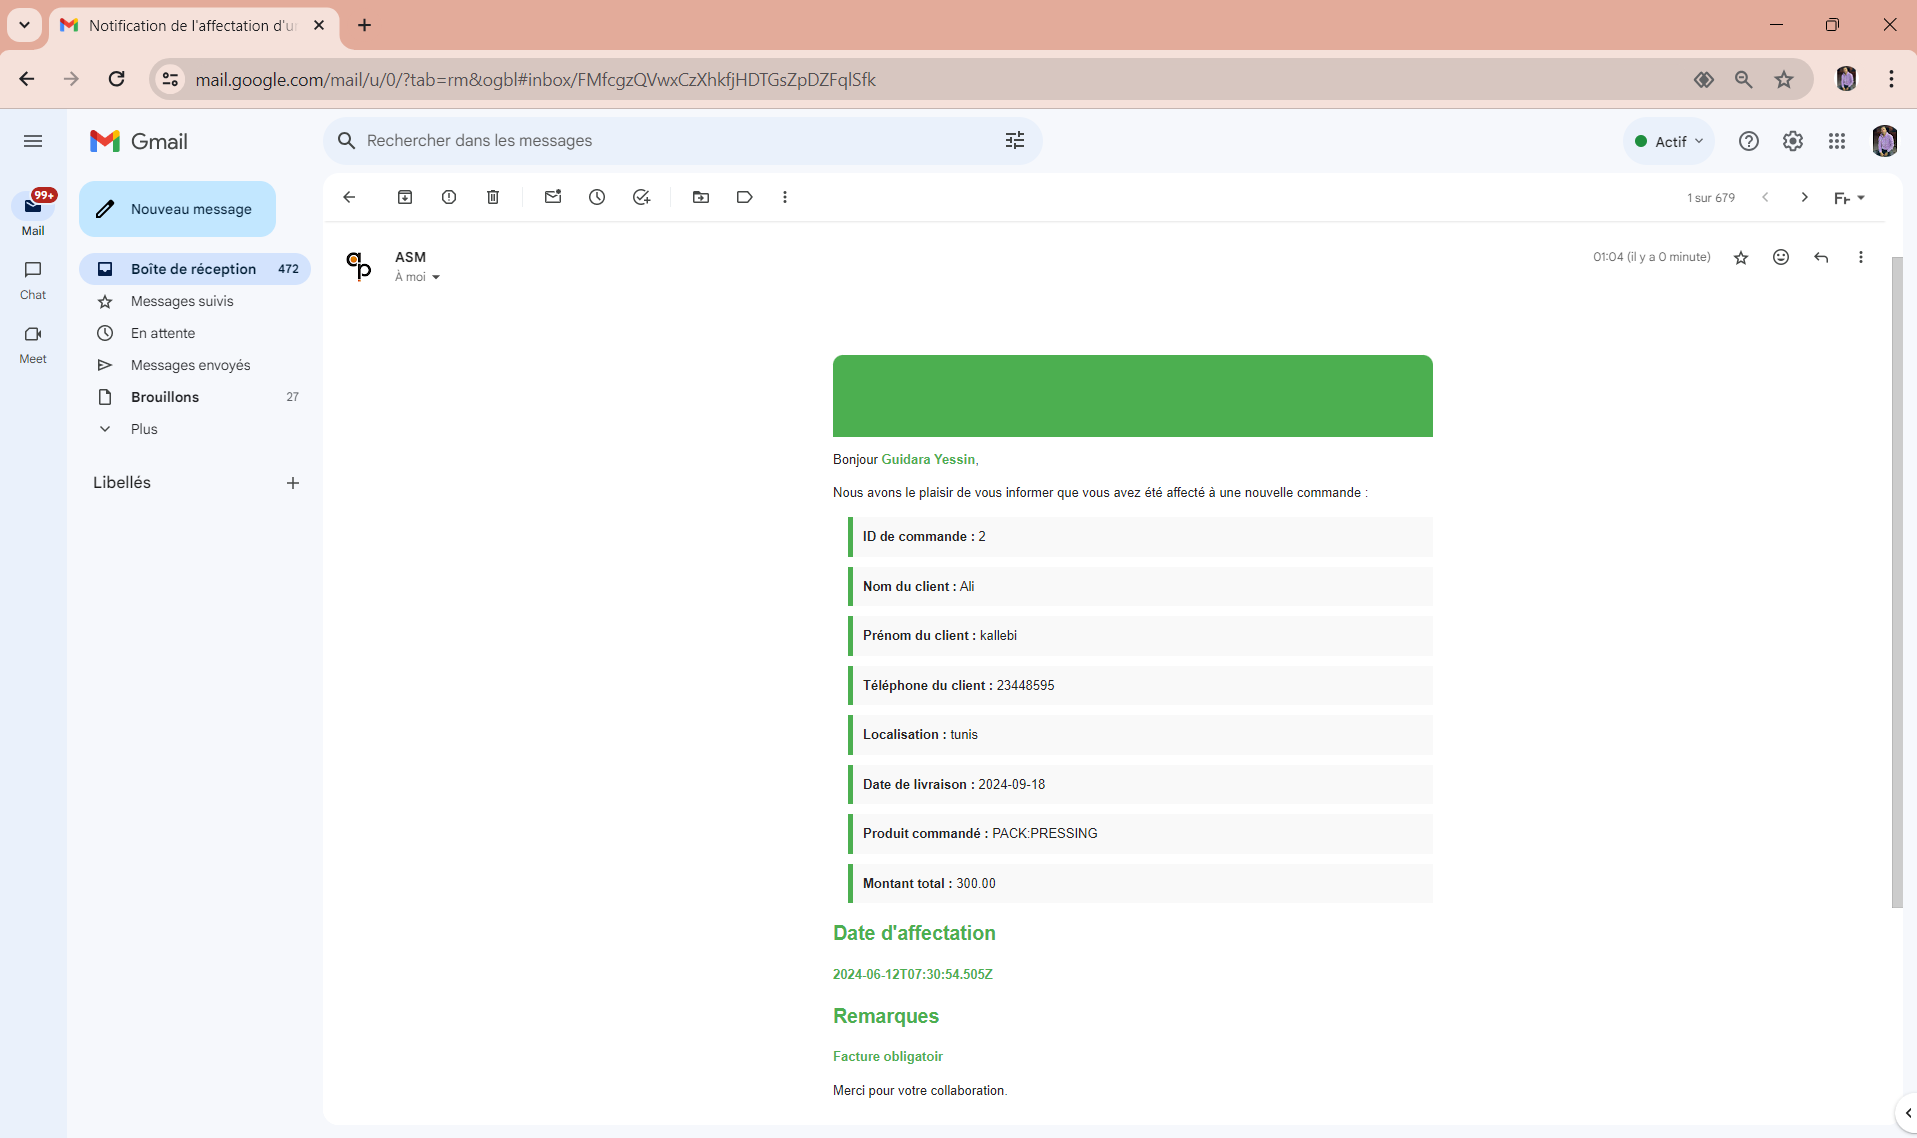 Notification de l'affectation d'un
mail.google.com/mail/u/0/?tab=rm&ogbl#inbox/FMfcgzQVwxCzXhkfjHDTGsZpDZFqlSfk
Gmail
Rechercher dans les messages
Actif
99+
Mail
Chat
Meet
Nouveau message
Boîte de réception 472
Messages suivis
En attente
Messages envoyés
Brouillons 27
Plus
Libellés
1 sur 679
Fr
ASM
À moi
01:04 (il y a 0 minute)
Bonjour Guidara Yessin,
Nous avons le plaisir de vous informer que vous avez été affecté à une nouvelle commande :
ID de commande : 2
Nom du client : Ali
Prénom du client : kallebi
Téléphone du client : 23448595
Localisation : tunis
Date de livraison : 2024-09-18
Produit commandé : PACK:PRESSING
Montant total : 300.00
Date d'affectation
2024-06-12T07:30:54.505Z
Remarques
Facture obligatoir
Merci pour votre collaboration.